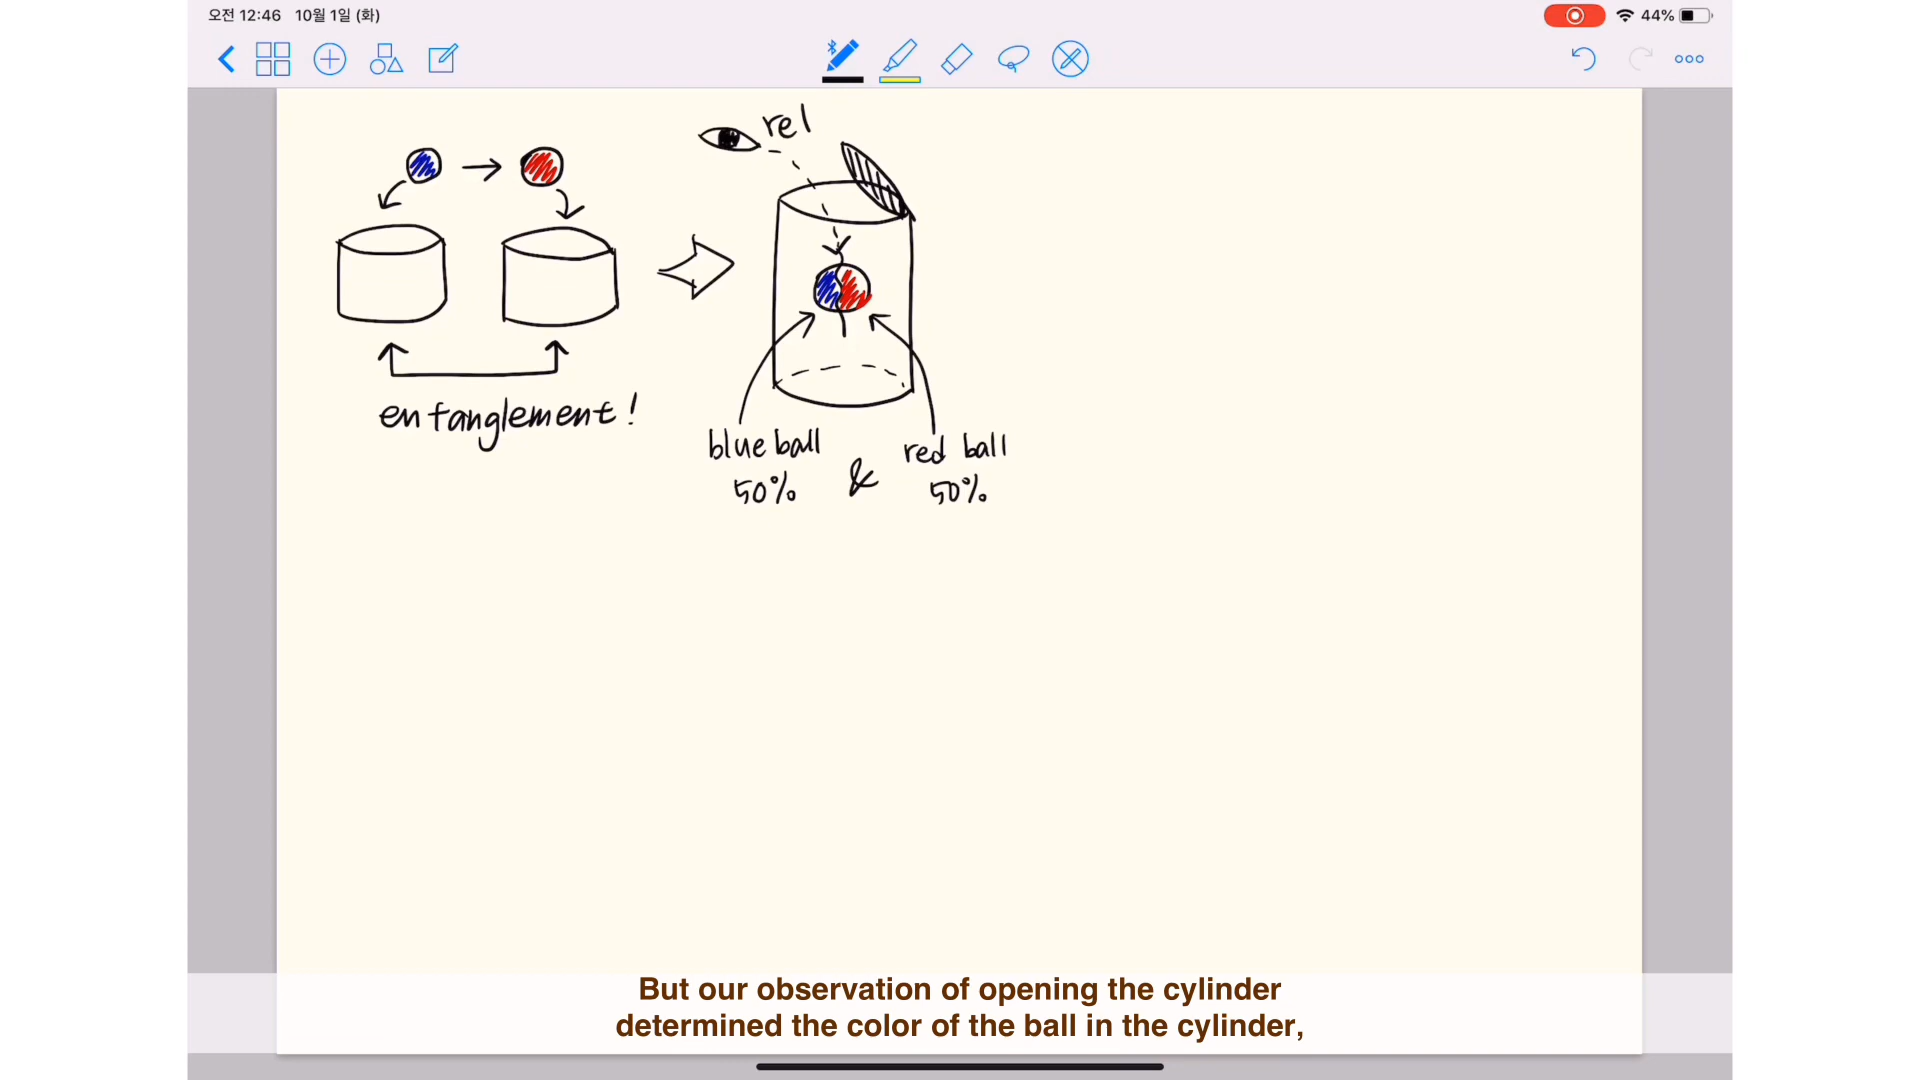 오전 12:46 10월 1일 (화)
44%
rel
entanglement!
blue ball
50%
&
red ball
50%
But our observation of opening the cylinder
determined the color of the ball in the cylinder,